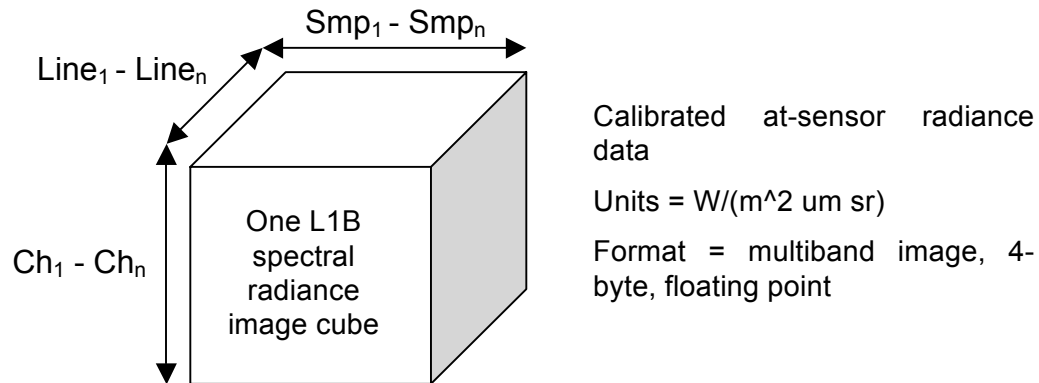 Smp₁ - Smpₙ
Line₁ - Lineₙ
Ch₁ - Chₙ
One L1B
spectral
radiance
image cube
Calibrated at-sensor radiance
data
Units = W/(m^2 um sr)
Format = multiband image, 4-
byte, floating point